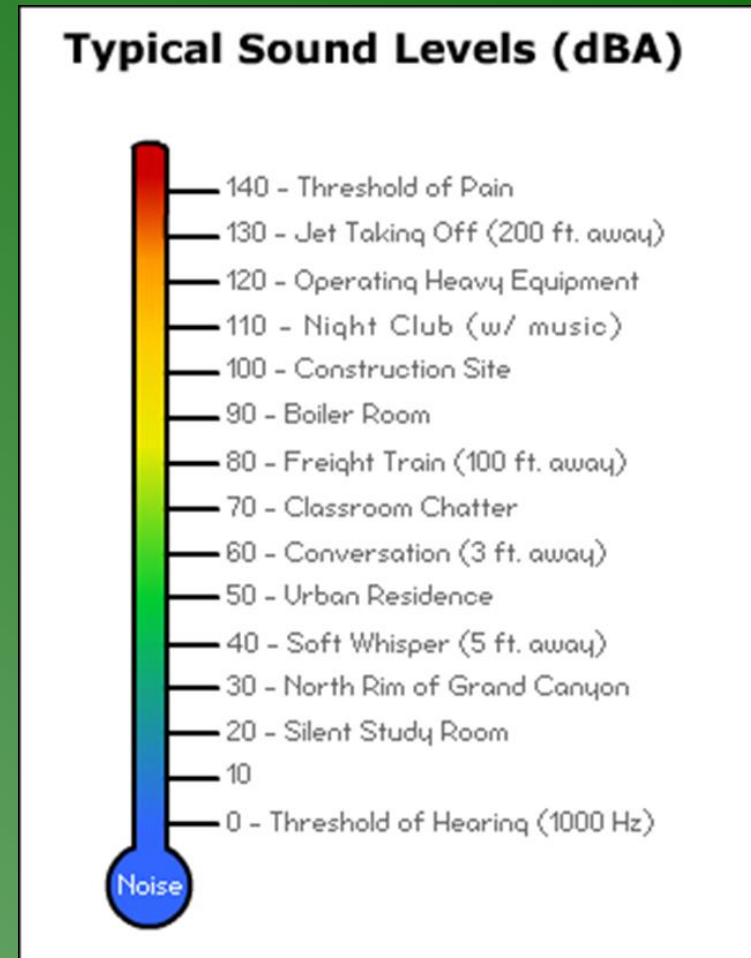 Typical Sound Levels (dBA)
140 - Threshold of Pain
130 - Jet Taking Off (200 ft. away)
120 - Operating Heavy Equipment
110 - Night Club (w/ music)
100 - Construction Site
90 - Boiler Room
80 - Freight Train (100 ft. away)
70 - Classroom Chatter
60 - Conversation (3 ft. away)
50 - Urban Residence
40 - Soft Whisper (5 ft. away)
30 - North Rim of Grand Canyon
20 - Silent Study Room
10
0 - Threshold of Hearing (1000 Hz)
Noise